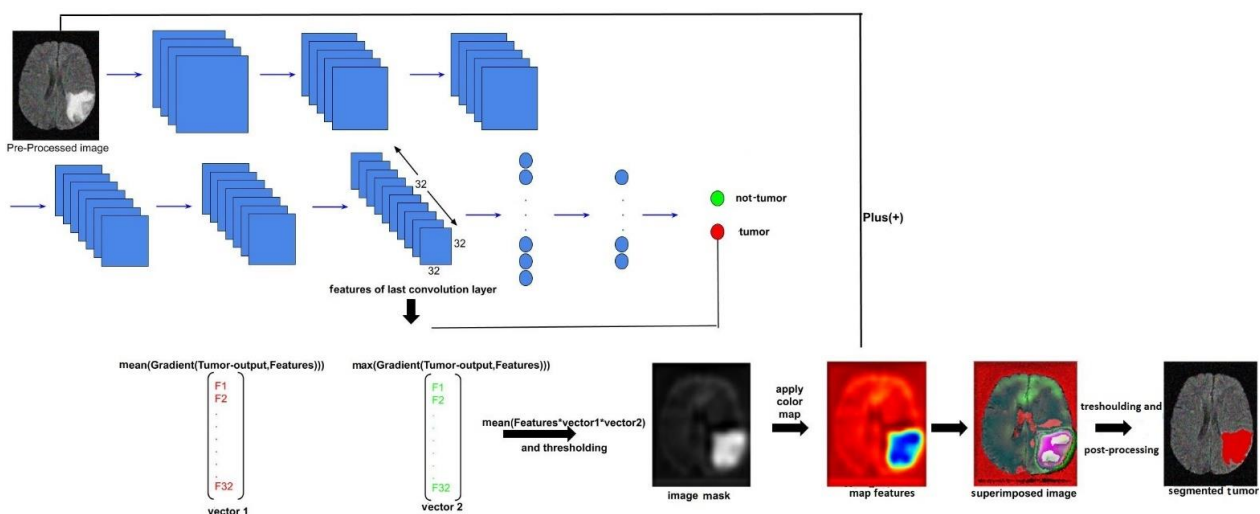 Pre-Processed image
32
32
32
not-tumor
tumor
Plus(+)
features of last convolution layer
mean(Gradient(Tumor-output,Features)))
F1
F2
F32
vector 1
max(Gradient(Tumor-output,Features)))
F1
F2
F32
vector 2
mean(Features*vector1*vector2)
and thresholding
image mask
apply
color
map
map features
superimposed image
treshoulding and
post-processing
segmented tumor